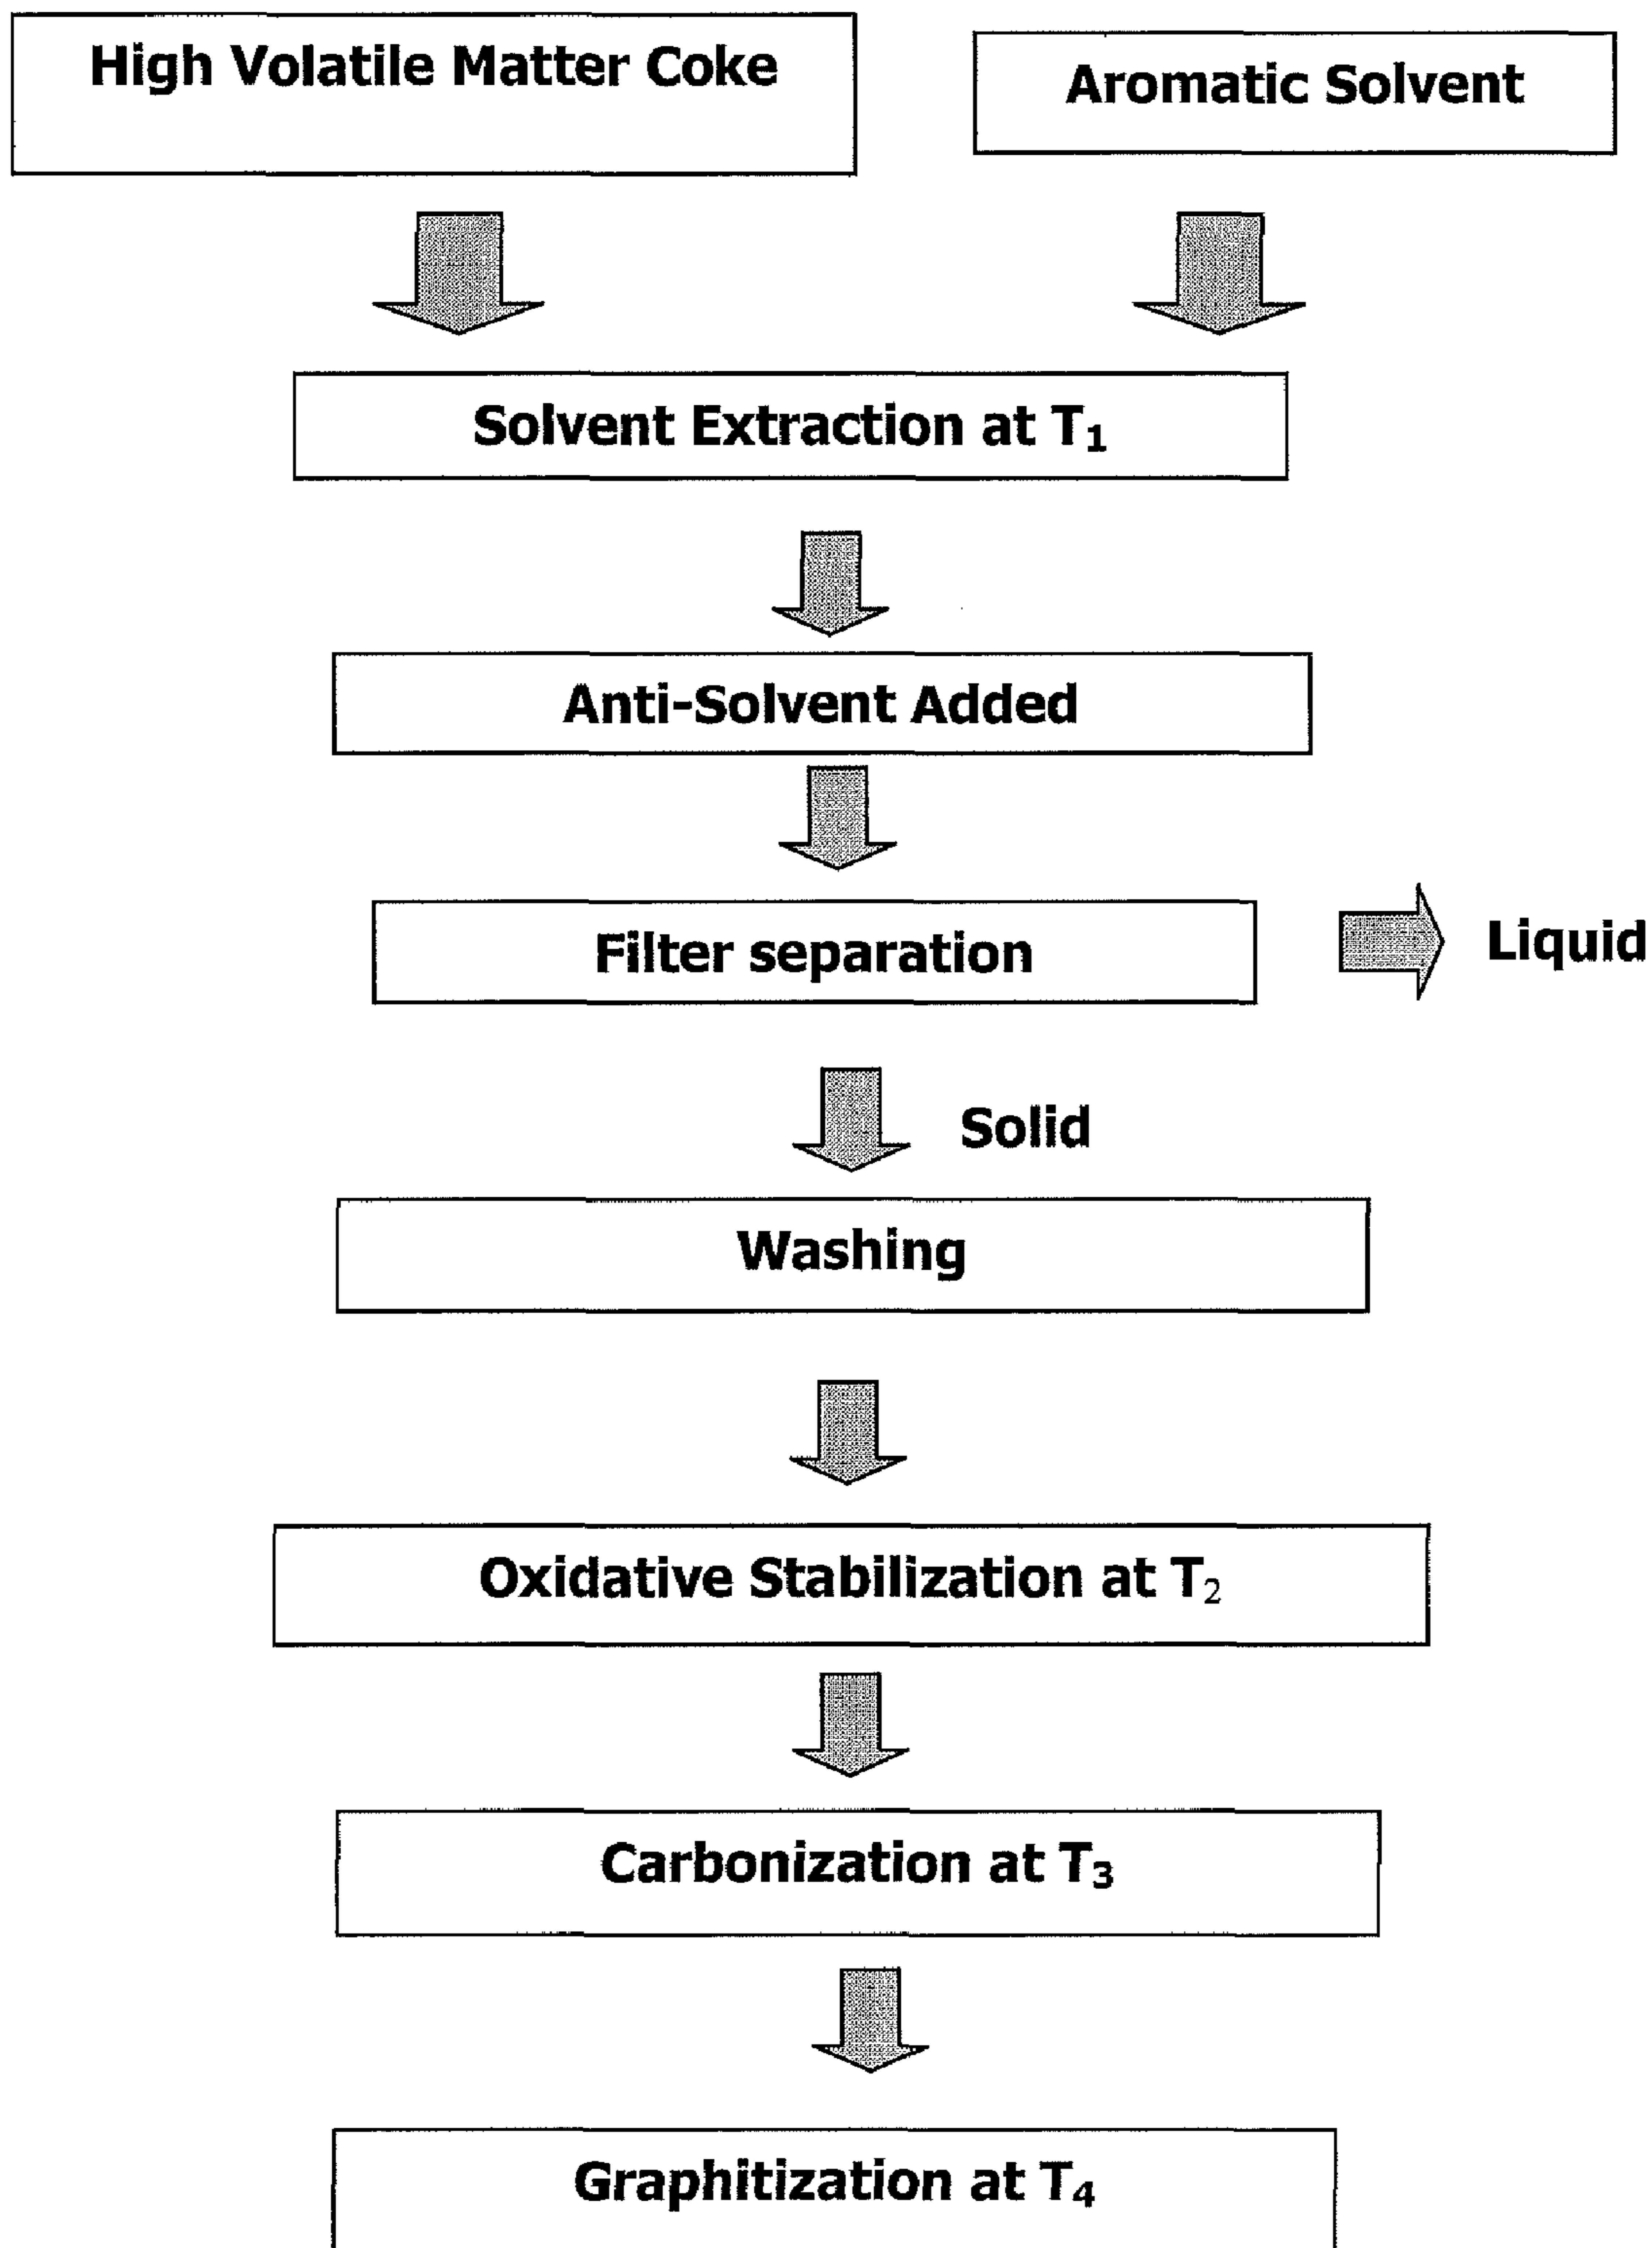 High Volatile Matter Coke
Aromatic Solvent
Solvent Extraction at T₁
Anti-Solvent Added
Filter separation
Liquid
Solid
Washing
Oxidative Stabilization at T₂
Carbonization at T₃
Graphitization at T₄